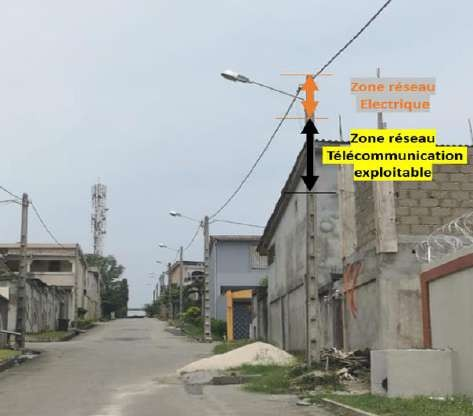 Zone réseau
Electrique
Zone réseau
Télécommunication
exploitable